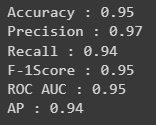 Accuracy : 0.95
Precision : 0.97
Recall : 0.94
F-1Score : 0.95
ROC AUC : 0.95
AP : 0.94